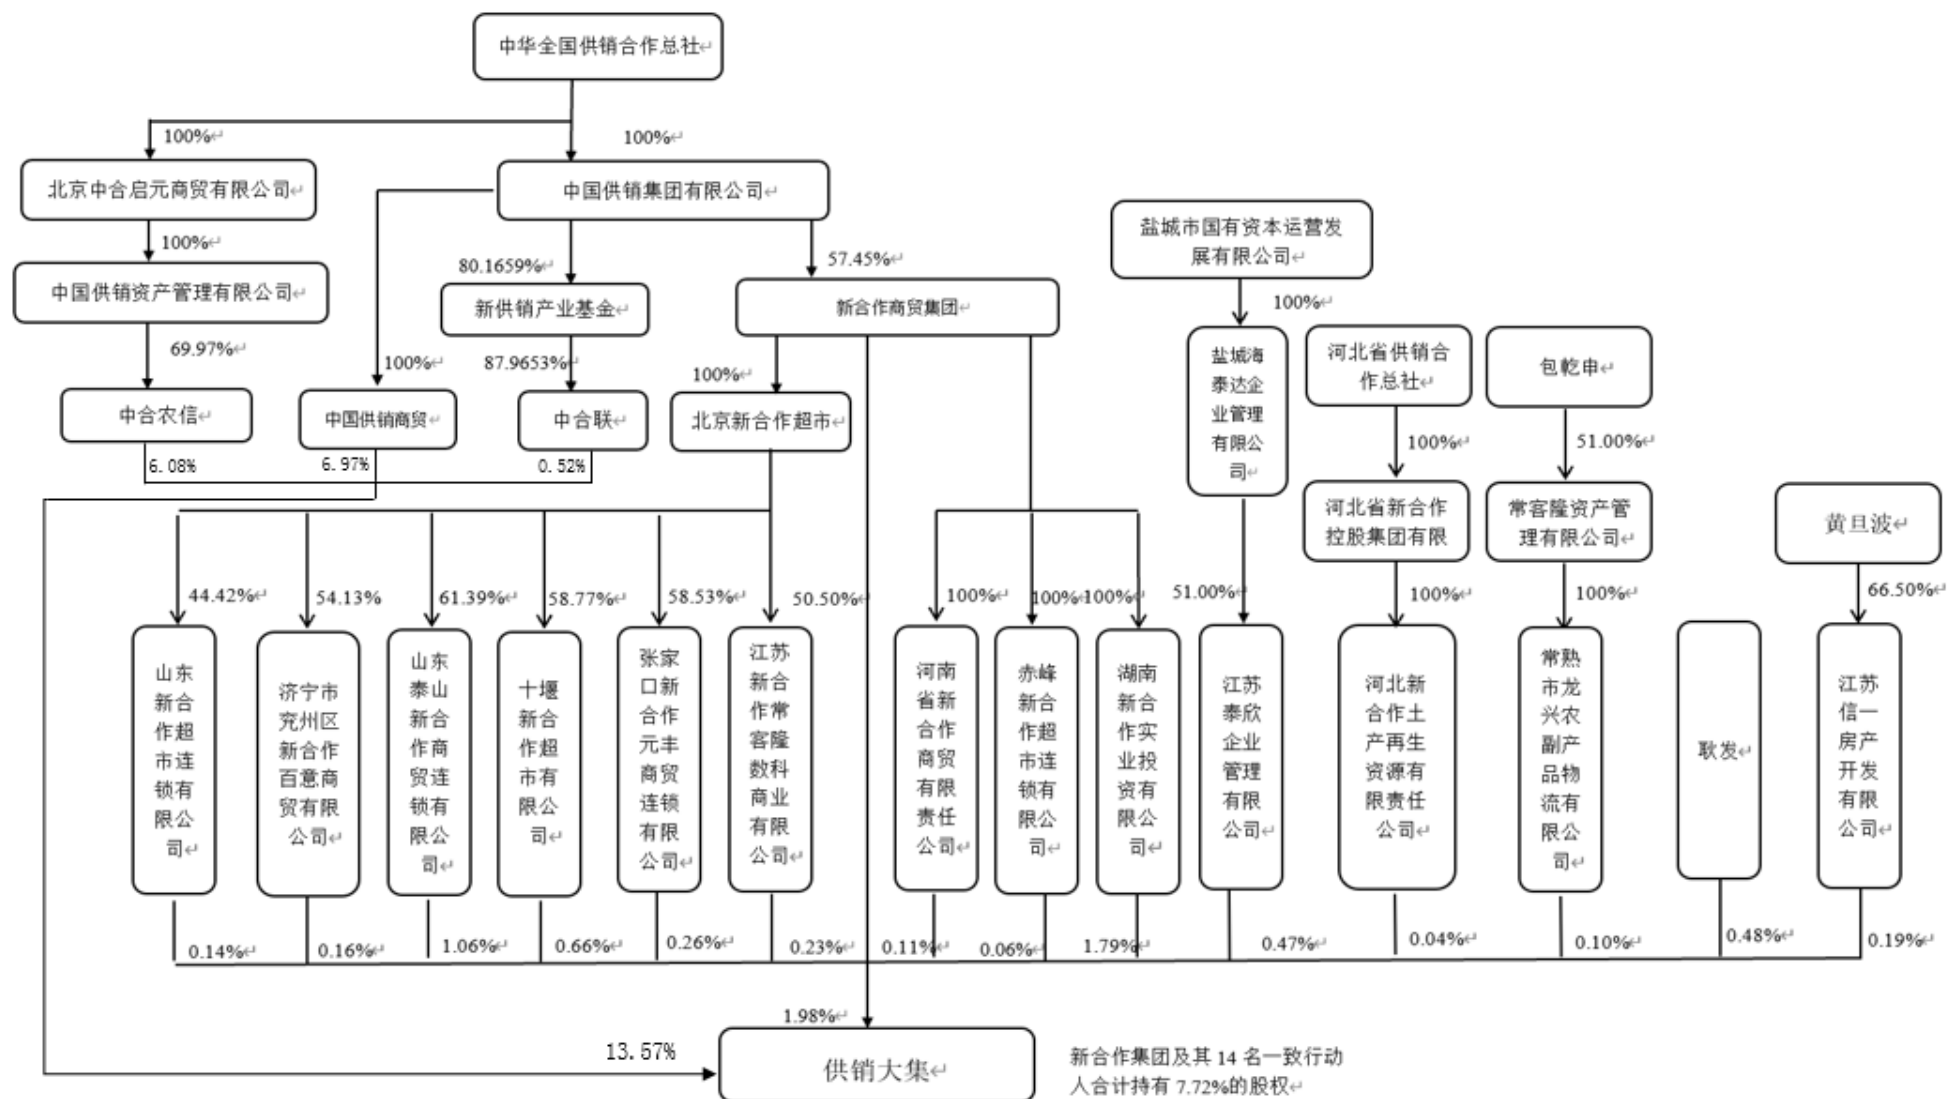 中华全国供销合作总社↵
100%↵
100%↵
北京中合启元商贸有限公司↵
中国供销集团有限公司↵
盐城市国有资本运营发
展有限公司↵
100%↵
80.1659%↵
57.45%↵
中国供销资产管理有限公司↵
新供销产业基金↵
新合作商贸集团↵
100%↵
盐城海
泰达企
业管理
有限公
司↵
河北省供销合
作总社↵
包乾申↵
69.97%↵
100%↵
87.9653%↵
100%↵
中合农信↵
中国供销商贸↵
中合联↵
北京新合作超市↵
100%↵
51.00%↵
6.08%
6.97%
0.52%
河北省新合作
控股集团有限
常客隆资产管
理有限公司↵
黄旦波↵
44.42%↵
54.13%
61.39%↵
58.77%↵
58.53%↵
50.50%↵
100%↵
100%↵
100%↵
51.00%↵
100%↵
100%↵
66.50%↵
山东
新合
作超
市连
锁有
限公
司↵
济宁市
兖州区
新合作
百意商
贸有限
公司↵
山东
泰山
新合
作商
贸连
锁有
限公
司↵
十堰
新合
作超
市有
限公
司↵
张家
口新
合作
元丰
商贸
连锁
有限
公司↵
江苏
新合
作常
客隆
数科
商业
有限
公司↵
河南
省新
合作
商贸
有限
责任
公司↵
赤峰
新合
作超
市连
锁有
限公
司↵
湖南
新合
作实
业投
资有
限公
司↵
江苏
泰欣
企业
管理
有限
公司↵
河北新
合作土
产再生
资源有
限责任
公司↵
常熟
市龙
兴农
副产
品物
流有
限公
司↵
耿发↵
江苏
信一
房产
开发
有限
公司↵
0.14%↵
0.16%↵
1.06%↵
0.66%↵
0.26%↵
0.23%↵
0.11%↵
0.06%↵
1.79%↵
0.47%↵
0.04%↵
0.10%↵
0.48%↵
0.19%↵
1.98%↵
13.57%
供销大集↵
新合作集团及其 14 名一致行动
人合计持有 7.72%的股权↵